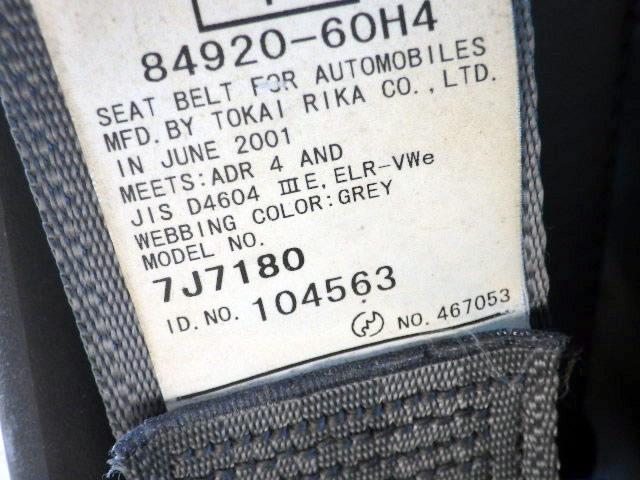 84920-60H4
SEAT BELT FOR AUTOMOBILES
MFD. BY TOKAI RIKA CO., LTD.
IN JUNE 2001
MEETS: ADR 4 AND
JIS D4604 ⅢE, ELR-VWe
WEBBING COLOR: GREY
MODEL NO.
7J7180
ID. NO. 104563
NO. 467053